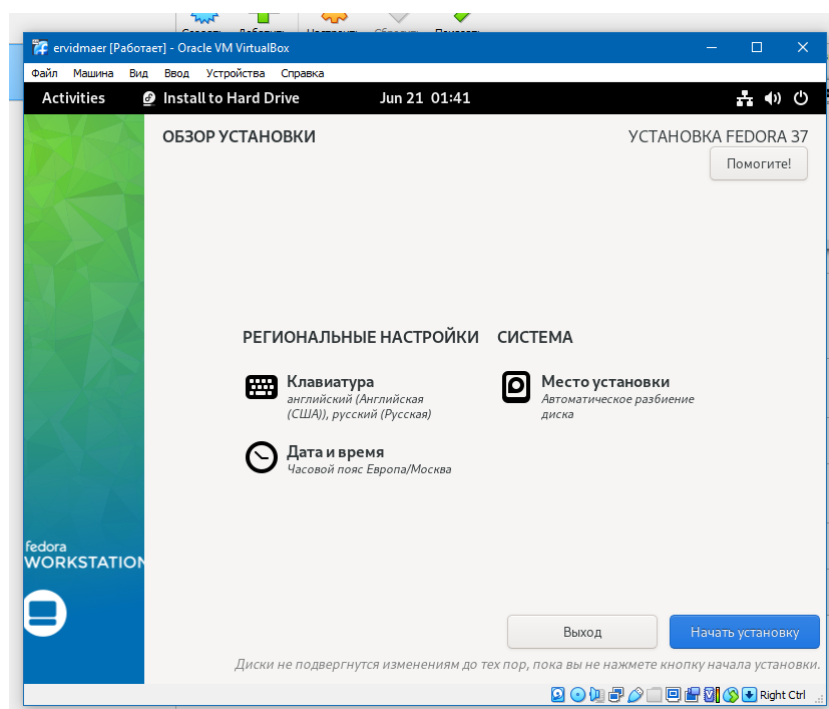 ervidmaer [Работает] - Oracle VM VirtualBox
Файл Машина Вид Ввод Устройства Справка
Activities Install to Hard Drive Jun 21 01:41
ОБЗОР УСТАНОВКИ
УСТАНОВКА FEDORA 37
Помогите!
РЕГИОНАЛЬНЫЕ НАСТРОЙКИ
Клавиатура
английский (Английская
(США)), русский (Русская)
Дата и время
Часовой пояс Европа/Москва
СИСТЕМА
Место установки
Автоматическое разбиение
диска
fedora
WORKSTATION
Выход
Начать установку
Диски не подвергнутся изменениям до тех пор, пока вы не нажмете кнопку начала установки.
Right Ctrl